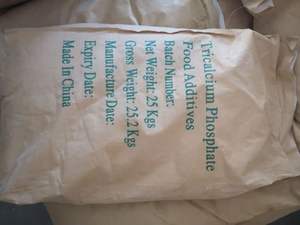 Tricalcium Phosphate
Food Additives
Batch Number:
Net Weight: 25 Kgs
Gross Weight: 25.2 Kgs
Manufacture Date:
Expiry Date:
Made In China